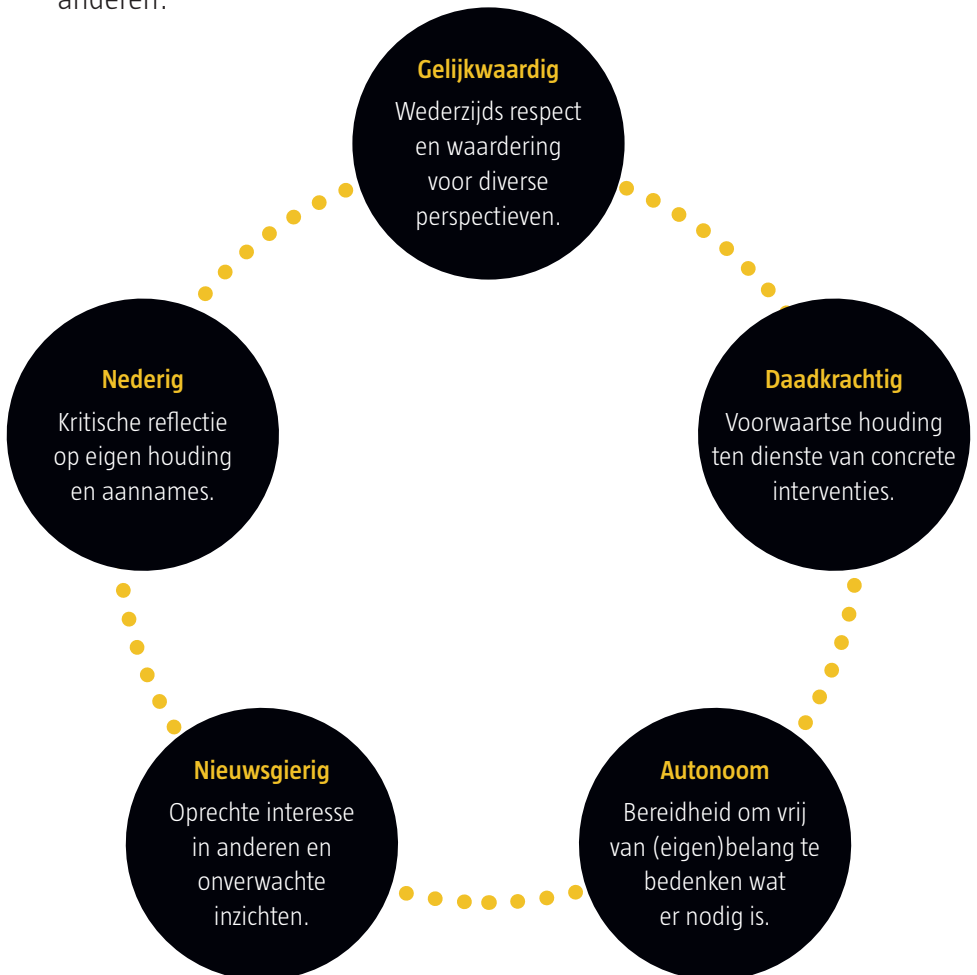 anderen.
Gelijkwaardig
Wederzijds respect
en waardering
voor diverse
perspectieven.
Nederig
Kritische reflectie
op eigen houding
en aannames.
Daadkrachtig
Voorwaartse houding
ten dienste van concrete
interventies.
Nieuwsgierig
Oprechte interesse
in anderen en
onverwachte
inzichten.
Autonoom
Bereidheid om vrij
van (eigen)belang te
bedenken wat
er nodig is.